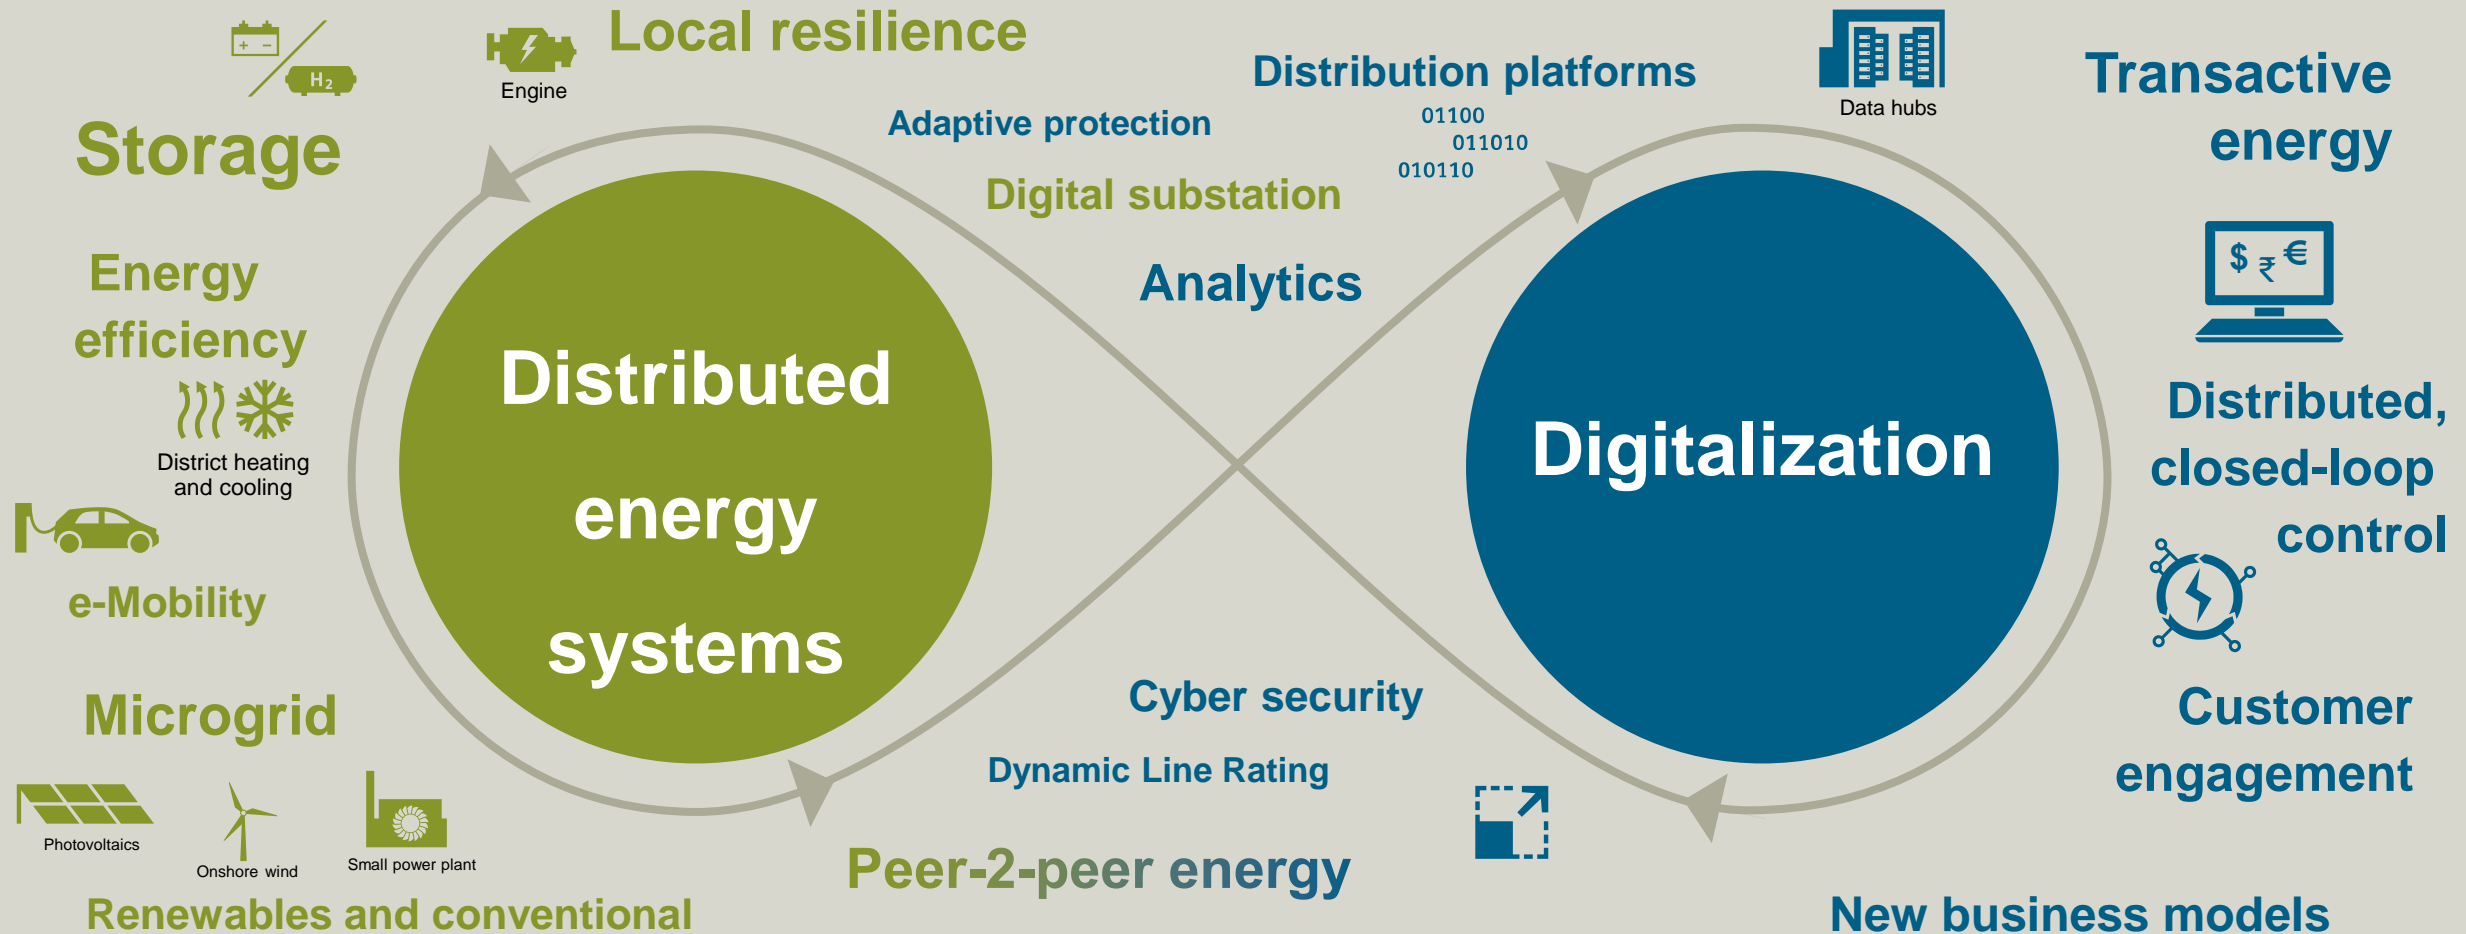 Local resilience
+ −
H₂
Engine
Storage
Energy
efficiency
District heating
and cooling
e-Mobility
Microgrid
Photovoltaics
Onshore wind
Small power plant
Renewables and conventional
Distributed
energy
systems
Distribution platforms
Adaptive protection
01100
011010
010110
Digital substation
Analytics
Cyber security
Dynamic Line Rating
Peer-2-peer energy
Data hubs
Digitalization
Transactive
energy
$ ₹ €
Distributed,
closed-loop
control
Customer
engagement
New business models